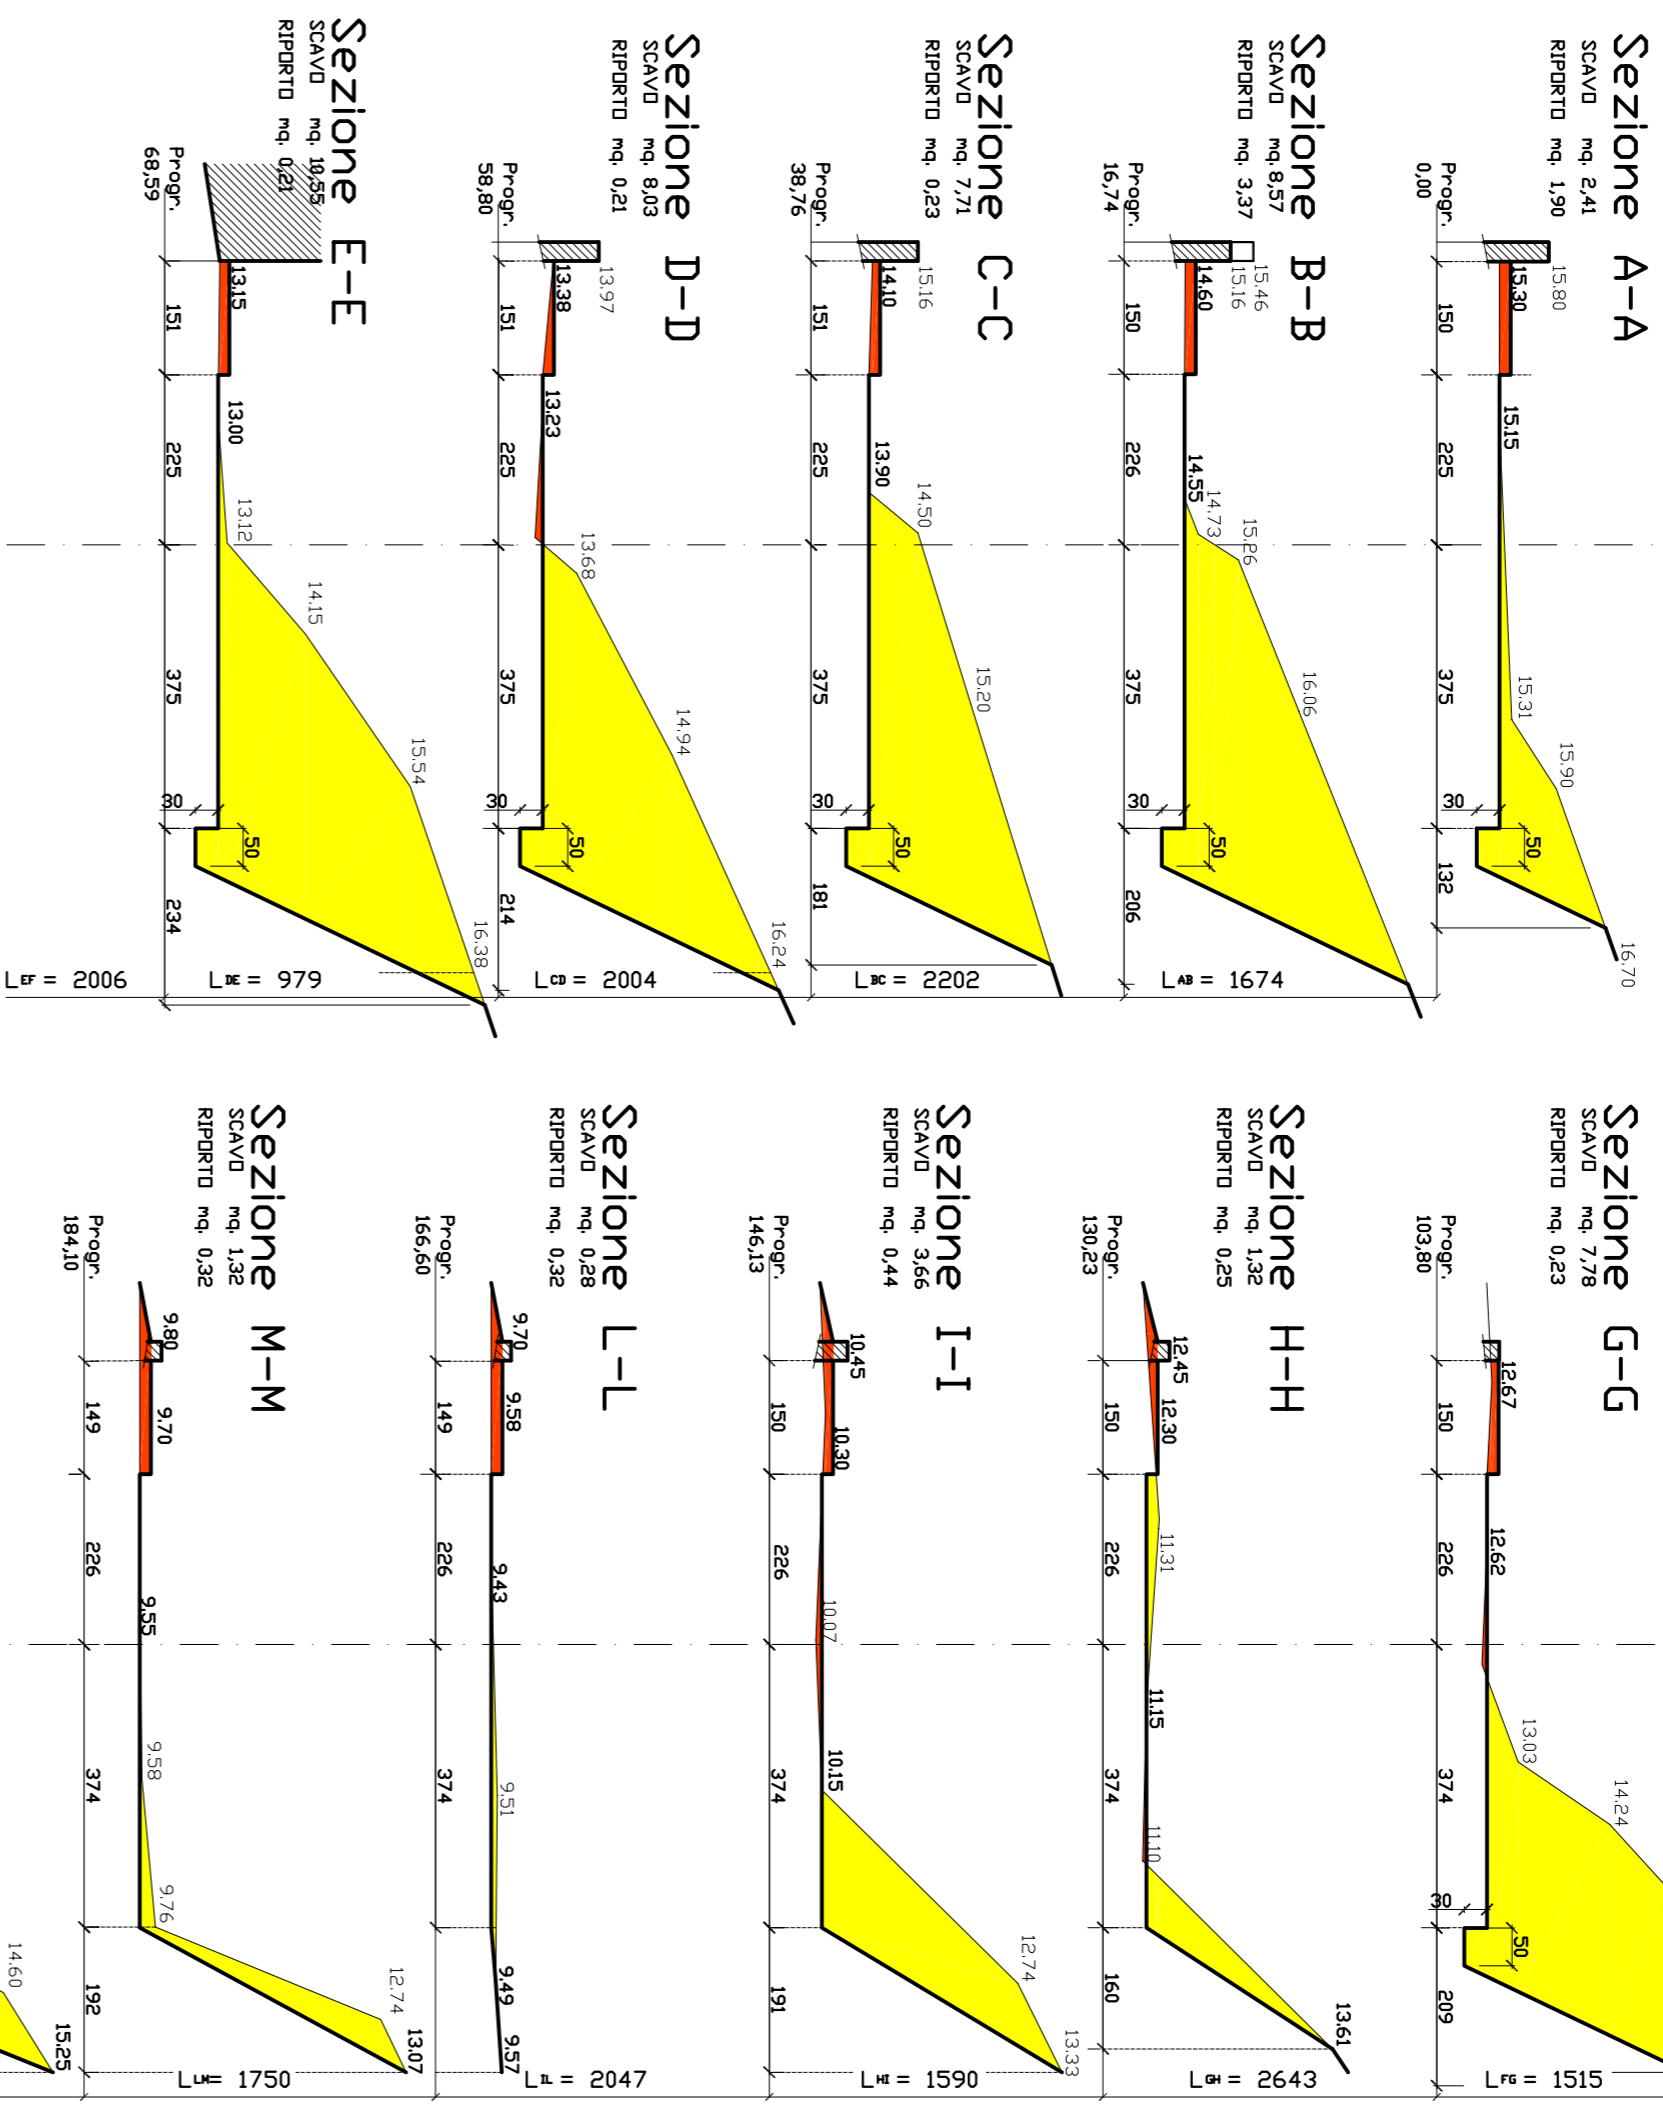 Sezione A-A
SCAVO mq. 2,41
RIPORTO mq. 1,90
15.80
15.30
15.15
15.31
15.90
16.70
Progr.
0,00
150
225
375
30
50
132
Sezione B-B
SCAVO mq.8,57
RIPORTO mq. 3,37
15.46
15.16
14.60
14.55
14.73
15.26
16.06
Progr.
16,74
150
226
375
30
50
206
LAB = 1674
Sezione C-C
SCAVO mq. 7,71
RIPORTO mq. 0,23
15.16
14.10
13.90
14.50
15.20
Progr.
38,76
151
225
375
30
50
181
LBC = 2202
Sezione D-D
SCAVO mq. 8,03
RIPORTO mq. 0,21
13.97
13.38
13.23
13.68
14.94
16.24
Progr.
58,80
151
225
375
30
50
214
LCD = 2004
Sezione E-E
SCAVO mq. 10,55
RIPORTO mq. 0,21
13.15
13.00
13.12
14.15
15.54
16.38
Progr.
68,59
151
225
375
30
50
234
LDE = 979
LEF = 2006
Sezione G-G
SCAVO mq. 7,78
RIPORTO mq. 0,23
12.67
12.62
13.03
14.24
Progr.
103,80
150
226
374
30
50
209
LFG = 1515
Sezione H-H
SCAVO mq. 1,32
RIPORTO mq. 0,25
12.45
12.30
11.31
11.15
11.10
13.61
Progr.
130,23
150
226
374
160
LGH = 2643
Sezione I-I
SCAVO mq. 3,66
RIPORTO mq. 0,44
10.45
10.30
10.07
10.15
12.74
13.33
Progr.
146,13
150
226
374
191
LHI = 1590
Sezione L-L
SCAVO mq. 0,28
RIPORTO mq. 0,32
9.70
9.58
9.43
9.51
9.49
9.57
Progr.
166,60
149
226
374
LIL = 2047
Sezione M-M
SCAVO mq. 1,32
RIPORTO mq. 0,32
9.80
9.70
9.55
9.58
9.76
12.74
13.07
Progr.
184,10
149
226
374
192
LLM= 1750
14.60
15.25